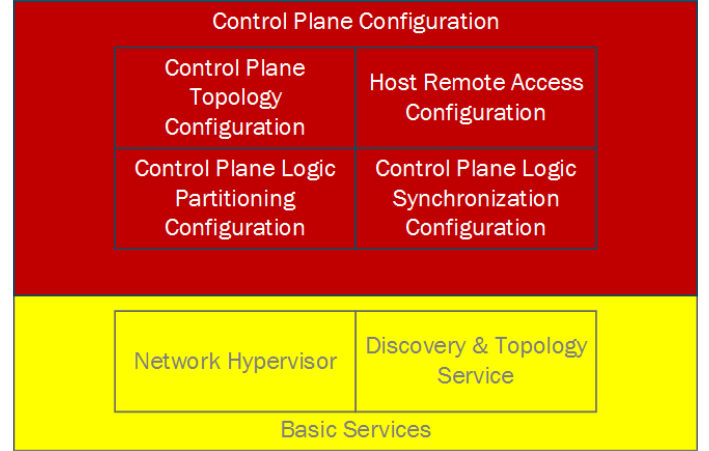 Control Plane Configuration
Control Plane
Topology
Configuration
Host Remote Access
Configuration
Control Plane Logic
Partitioning
Configuration
Control Plane Logic
Synchronization
Configuration
Network Hypervisor
Discovery & Topology
Service
Basic Services